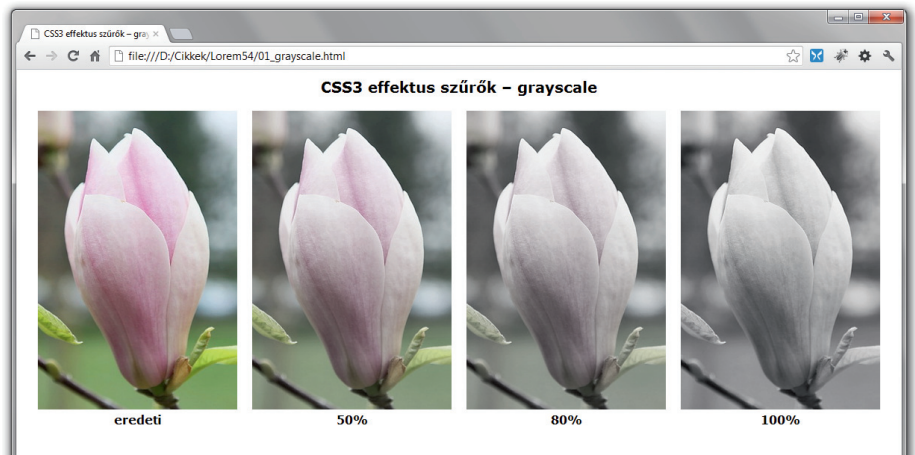 CSS3 effektus szűrők – gray
file:///D:/Cikkek/Lorem54/01_grayscale.html
CSS3 effektus szűrők – grayscale
eredeti
50%
80%
100%